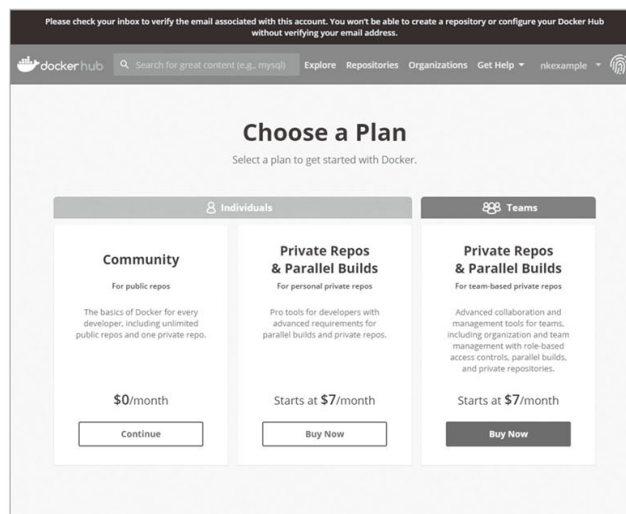 Please check your inbox to verify the email associated with this account. You won't be able to create a repository or configure your Docker Hub
without verifying your email address.
docker hub Search for great content (e.g., mysql) Explore Repositories Organizations Get Help nkexample
Choose a Plan
Select a plan to get started with Docker.
Individuals
Teams
Community
For public repos
The basics of Docker for every
developer, including unlimited
public repos and one private repo.
$0/month
Continue
Private Repos
& Parallel Builds
For personal private repos
Pro tools for developers with
advanced requirements for
parallel builds and private repos.
Starts at $7/month
Buy Now
Private Repos
& Parallel Builds
For team-based private repos
Advanced collaboration and
management tools for teams,
including organization and team
management with role-based
access controls, parallel builds,
and private repositories.
Starts at $7/month
Buy Now